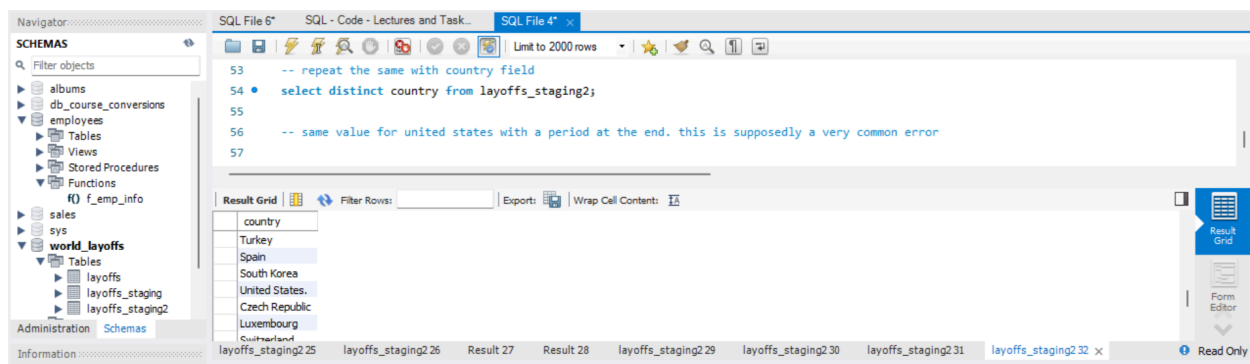 Navigator
SCHEMAS
Filter objects
albums
db_course_conversions
employees
Tables
Views
Stored Procedures
Functions
f() f_emp_info
sales
sys
world_layoffs
Tables
layoffs
layoffs_staging
layoffs_staging2
Administration Schemas
Information
SQL File 6* SQL - Code - Lectures and Task... SQL File 4*
Limit to 2000 rows
53 -- repeat the same with country field
54 select distinct country from layoffs_staging2;
55
56 -- same value for united states with a period at the end. this is supposedly a very common error
57
Result Grid Filter Rows: Export: Wrap Cell Content:
country
Turkey
Spain
South Korea
United States.
Czech Republic
Luxembourg
Switzerland
Result
Grid
Form
Editor
layoffs_staging2 25 layoffs_staging2 26 Result 27 Result 28 layoffs_staging2 29 layoffs_staging2 30 layoffs_staging2 31 layoffs_staging2 32 Read Only